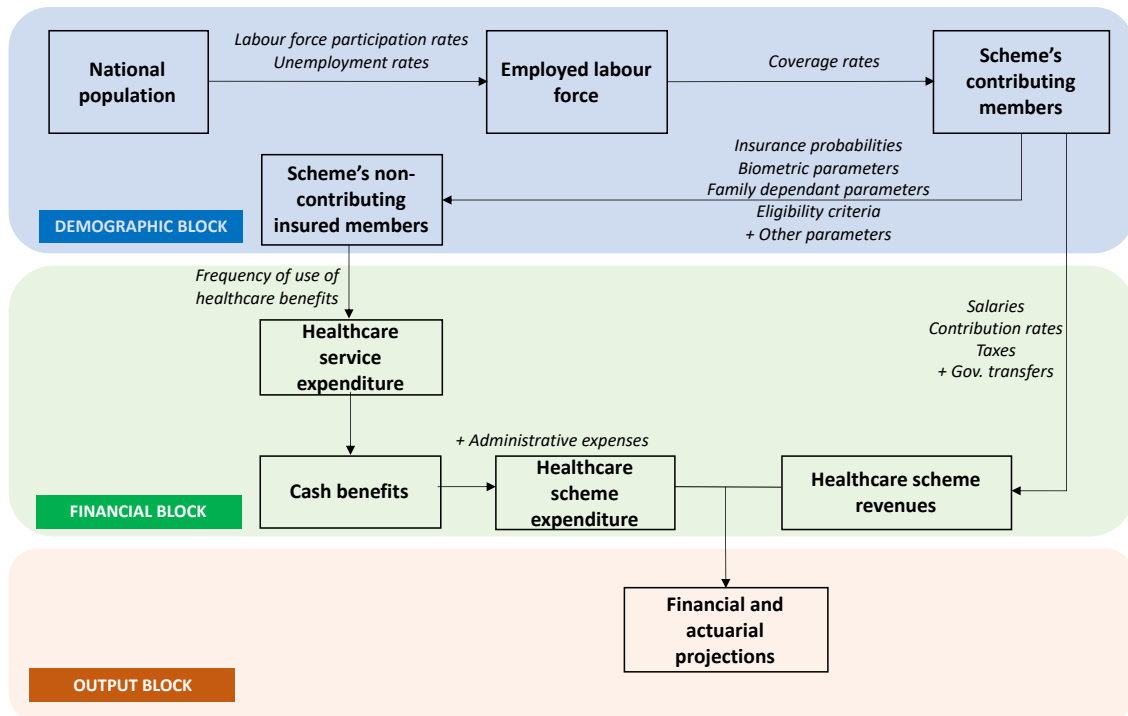 National
population
Labour force participation rates
Unemployment rates
Employed labour
force
Coverage rates
Scheme's
contributing
members
Insurance probabilities
Biometric parameters
Family dependant parameters
Eligibility criteria
+ Other parameters
Scheme's non-
contributing
insured members
DEMOGRAPHIC BLOCK
Frequency of use of
healthcare benefits
Healthcare
service
expenditure
Salaries
Contribution rates
Taxes
+ Gov. transfers
Cash benefits
+ Administrative expenses
Healthcare
scheme
expenditure
Healthcare scheme
revenues
FINANCIAL BLOCK
Financial and
actuarial
projections
OUTPUT BLOCK